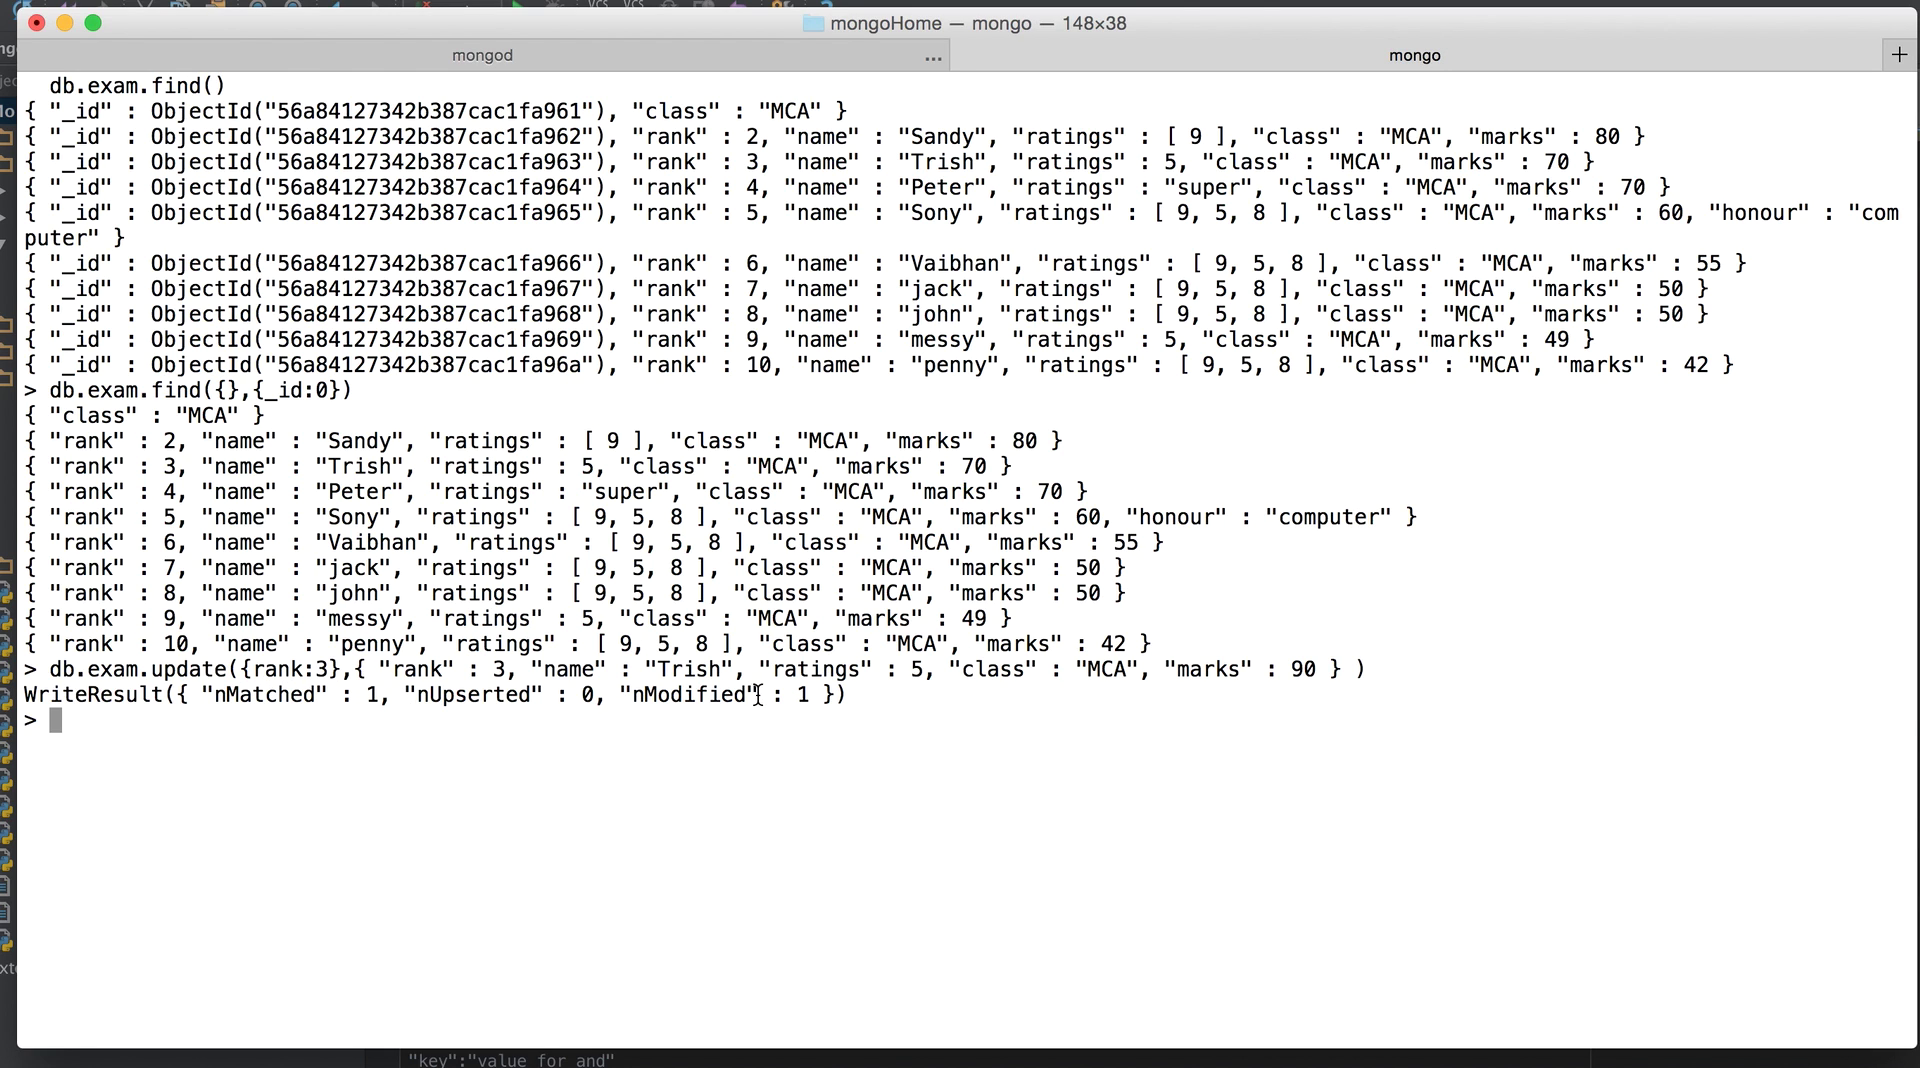 VCS VCS
mongoHome — mongo — 148×38
mongod ... mongo +
db.exam.find()
{ "_id" : ObjectId("56a84127342b387cac1fa961"), "class" : "MCA" }
{ "_id" : ObjectId("56a84127342b387cac1fa962"), "rank" : 2, "name" : "Sandy", "ratings" : [ 9 ], "class" : "MCA", "marks" : 80 }
{ "_id" : ObjectId("56a84127342b387cac1fa963"), "rank" : 3, "name" : "Trish", "ratings" : 5, "class" : "MCA", "marks" : 70 }
{ "_id" : ObjectId("56a84127342b387cac1fa964"), "rank" : 4, "name" : "Peter", "ratings" : "super", "class" : "MCA", "marks" : 70 }
{ "_id" : ObjectId("56a84127342b387cac1fa965"), "rank" : 5, "name" : "Sony", "ratings" : [ 9, 5, 8 ], "class" : "MCA", "marks" : 60, "honour" : "com
puter" }
{ "_id" : ObjectId("56a84127342b387cac1fa966"), "rank" : 6, "name" : "Vaibhan", "ratings" : [ 9, 5, 8 ], "class" : "MCA", "marks" : 55 }
{ "_id" : ObjectId("56a84127342b387cac1fa967"), "rank" : 7, "name" : "jack", "ratings" : [ 9, 5, 8 ], "class" : "MCA", "marks" : 50 }
{ "_id" : ObjectId("56a84127342b387cac1fa968"), "rank" : 8, "name" : "john", "ratings" : [ 9, 5, 8 ], "class" : "MCA", "marks" : 50 }
{ "_id" : ObjectId("56a84127342b387cac1fa969"), "rank" : 9, "name" : "messy", "ratings" : 5, "class" : "MCA", "marks" : 49 }
{ "_id" : ObjectId("56a84127342b387cac1fa96a"), "rank" : 10, "name" : "penny", "ratings" : [ 9, 5, 8 ], "class" : "MCA", "marks" : 42 }
> db.exam.find({},{_id:0})
{ "class" : "MCA" }
{ "rank" : 2, "name" : "Sandy", "ratings" : [ 9 ], "class" : "MCA", "marks" : 80 }
{ "rank" : 3, "name" : "Trish", "ratings" : 5, "class" : "MCA", "marks" : 70 }
{ "rank" : 4, "name" : "Peter", "ratings" : "super", "class" : "MCA", "marks" : 70 }
{ "rank" : 5, "name" : "Sony", "ratings" : [ 9, 5, 8 ], "class" : "MCA", "marks" : 60, "honour" : "computer" }
{ "rank" : 6, "name" : "Vaibhan", "ratings" : [ 9, 5, 8 ], "class" : "MCA", "marks" : 55 }
{ "rank" : 7, "name" : "jack", "ratings" : [ 9, 5, 8 ], "class" : "MCA", "marks" : 50 }
{ "rank" : 8, "name" : "john", "ratings" : [ 9, 5, 8 ], "class" : "MCA", "marks" : 50 }
{ "rank" : 9, "name" : "messy", "ratings" : 5, "class" : "MCA", "marks" : 49 }
{ "rank" : 10, "name" : "penny", "ratings" : [ 9, 5, 8 ], "class" : "MCA", "marks" : 42 }
> db.exam.update({rank:3},{ "rank" : 3, "name" : "Trish", "ratings" : 5, "class" : "MCA", "marks" : 90 } )
WriteResult({ "nMatched" : 1, "nUpserted" : 0, "nModified" : 1 })
>
"key":"value for and"